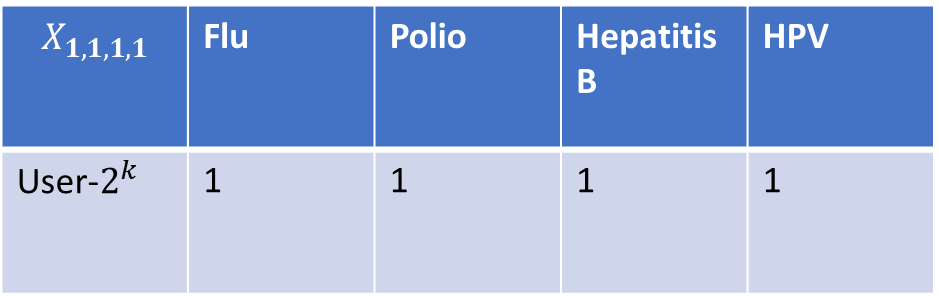 X₁,₁,₁,₁ Flu Polio Hepatitis B HPV
User-2ᵏ 1 1 1 1